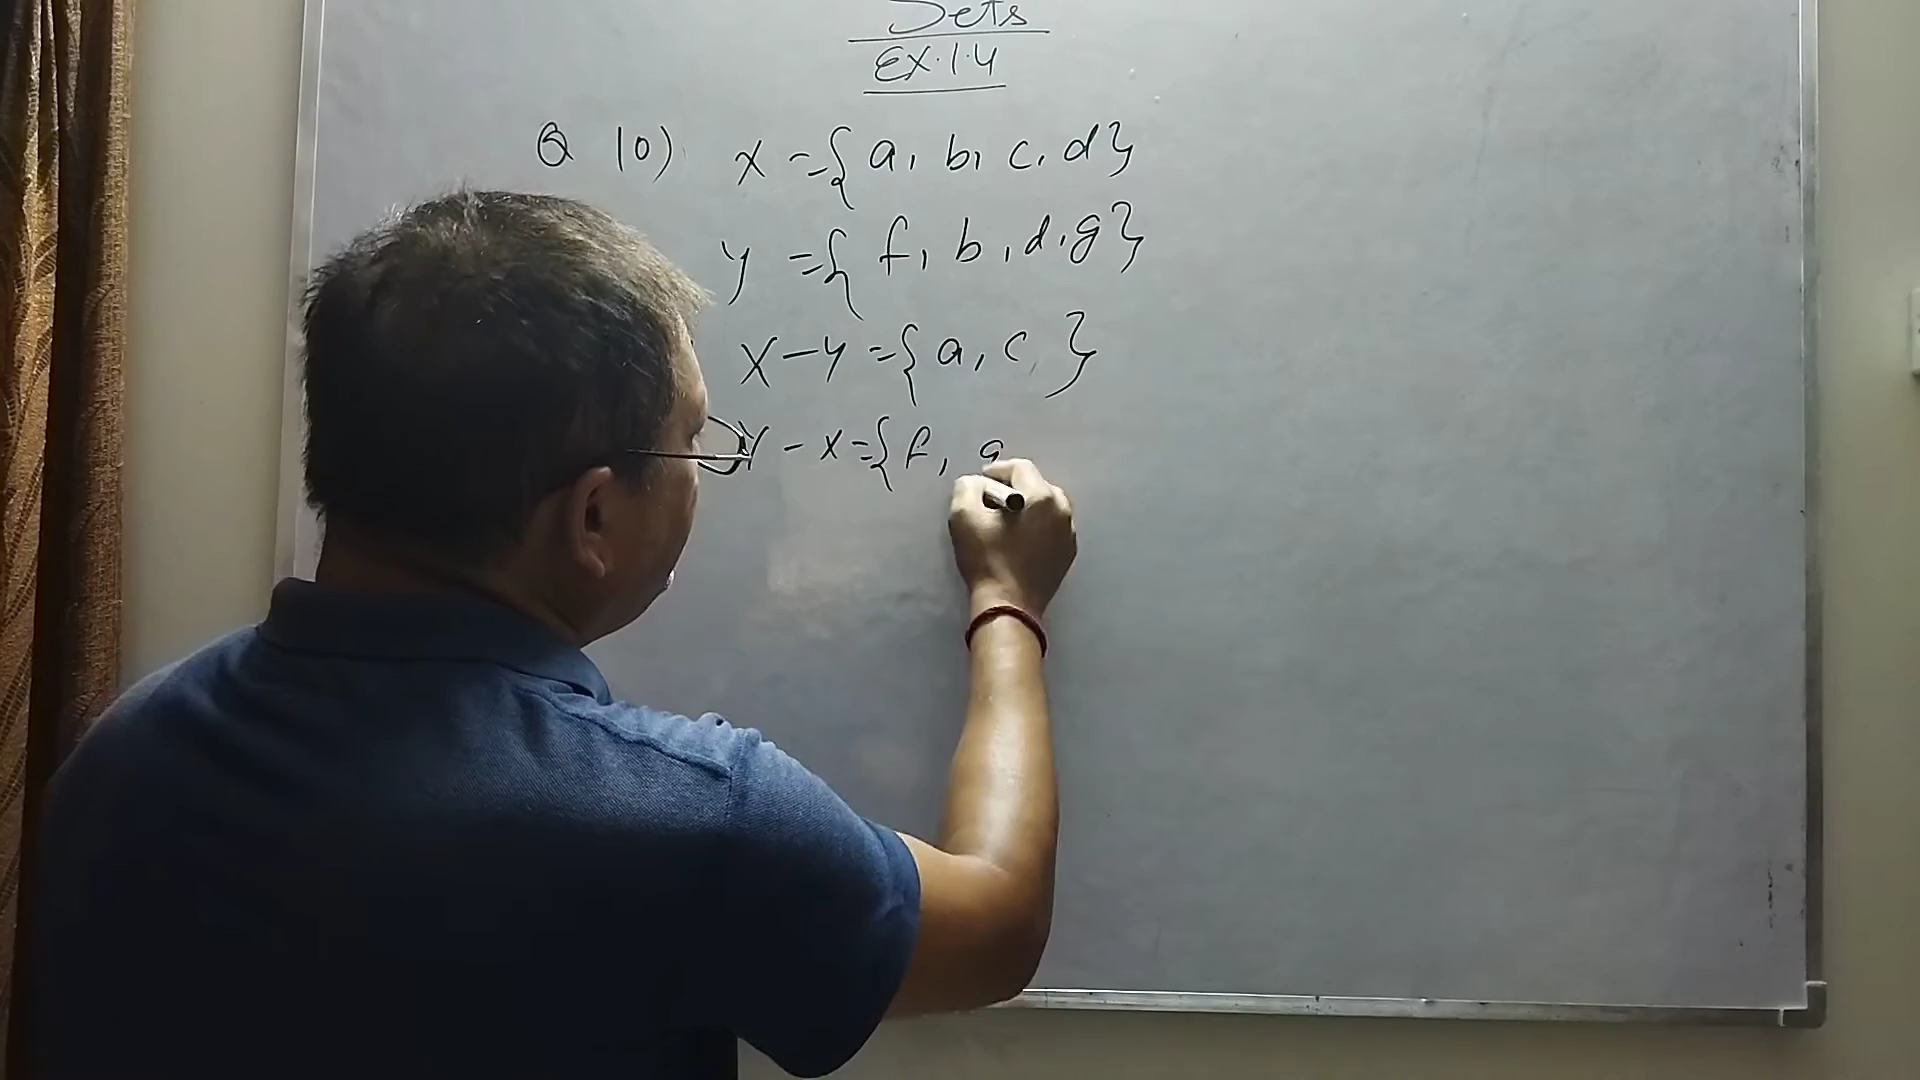 Sets
Ex.1.4
Q 10) X = {a, b, c, d}
y = {f, b, d, g}
X - y = {a, c, }
Y - X = {f, g